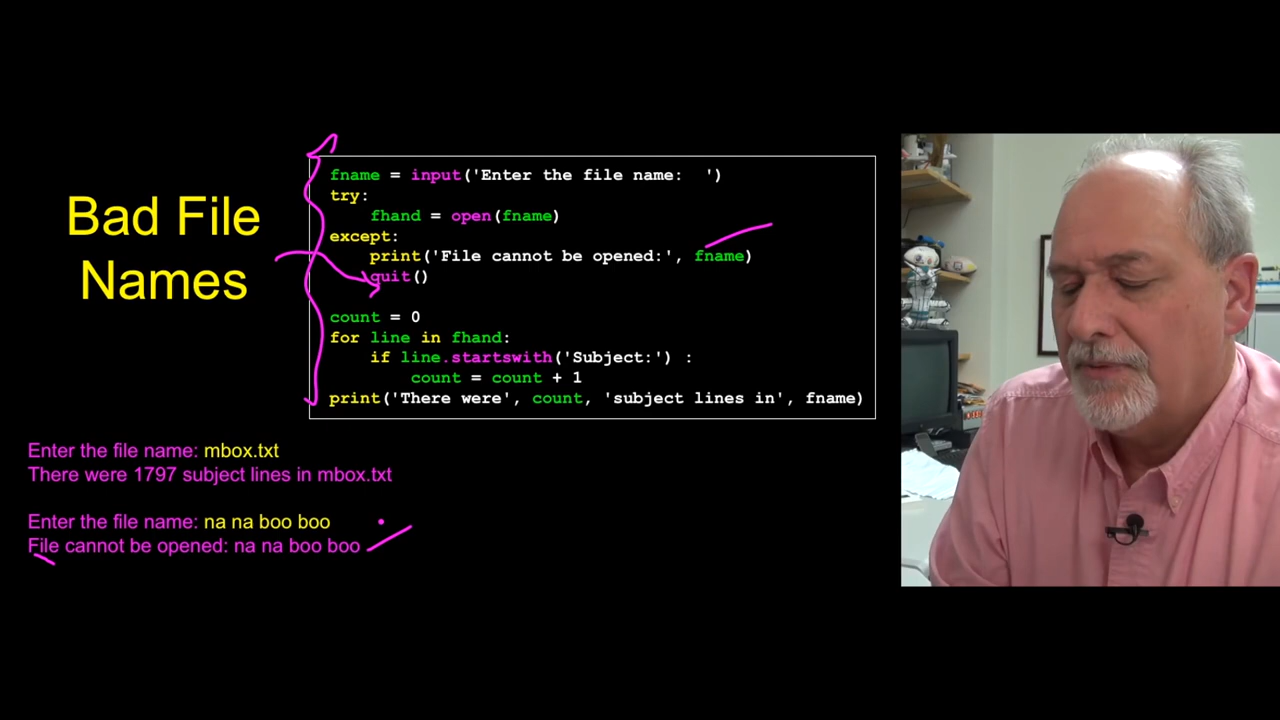 Bad File
Names
fname = input('Enter the file name:  ')
try:
    fhand = open(fname)
except:
    print('File cannot be opened:', fname)
    quit()
count = 0
for line in fhand:
    if line.startswith('Subject:') :
        count = count + 1
print('There were', count, 'subject lines in', fname)
Enter the file name: mbox.txt
There were 1797 subject lines in mbox.txt
Enter the file name: na na boo boo
File cannot be opened: na na boo boo